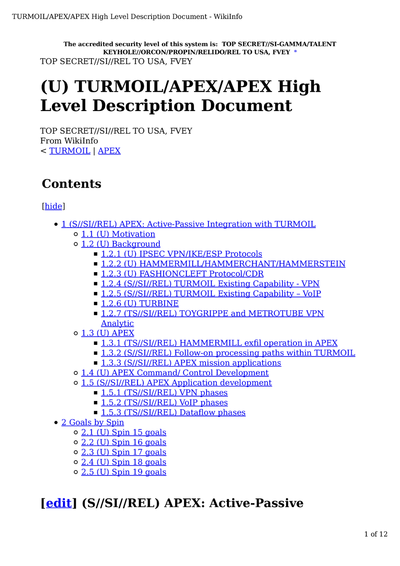 TURMOIL/APEX/APEX High Level Description Document - WikiInfo
The accredited security level of this system is: TOP SECRET//SI-GAMMA/TALENT
KEYHOLE//ORCON/PROPIN/RELIDO/REL TO USA, FVEY *
TOP SECRET//SI//REL TO USA, FVEY
(U) TURMOIL/APEX/APEX High
Level Description Document
TOP SECRET//SI//REL TO USA, FVEY
From WikiInfo
< TURMOIL | APEX
Contents
[hide]
• 1 (S//SI//REL) APEX: Active-Passive Integration with TURMOIL
1.1 (U) Motivation
1.2 (U) Background
1.2.1 (U) IPSEC VPN/IKE/ESP Protocols
1.2.2 (U) HAMMERMILL/HAMMERCHANT/HAMMERSTEIN
1.2.3 (U) FASHIONCLEFT Protocol/CDR
1.2.4 (S//SI//REL) TURMOIL Existing Capability - VPN
1.2.5 (S//SI//REL) TURMOIL Existing Capability – VoIP
1.2.6 (U) TURBINE
1.2.7 (TS//SI//REL) TOYGRIPPE and METROTUBE VPN
Analytic
1.3 (U) APEX
1.3.1 (TS//SI//REL) HAMMERMILL exfil operation in APEX
1.3.2 (S//SI//REL) Follow-on processing paths within TURMOIL
1.3.3 (S//SI//REL) APEX mission applications
1.4 (U) APEX Command/ Control Development
1.5 (S//SI//REL) APEX Application development
1.5.1 (TS//SI//REL) VPN phases
1.5.2 (TS//SI//REL) VoIP phases
1.5.3 (TS//SI//REL) Dataflow phases
• 2 Goals by Spin
2.1 (U) Spin 15 goals
2.2 (U) Spin 16 goals
2.3 (U) Spin 17 goals
2.4 (U) Spin 18 goals
2.5 (U) Spin 19 goals
[edit] (S//SI//REL) APEX: Active-Passive
1 of 12